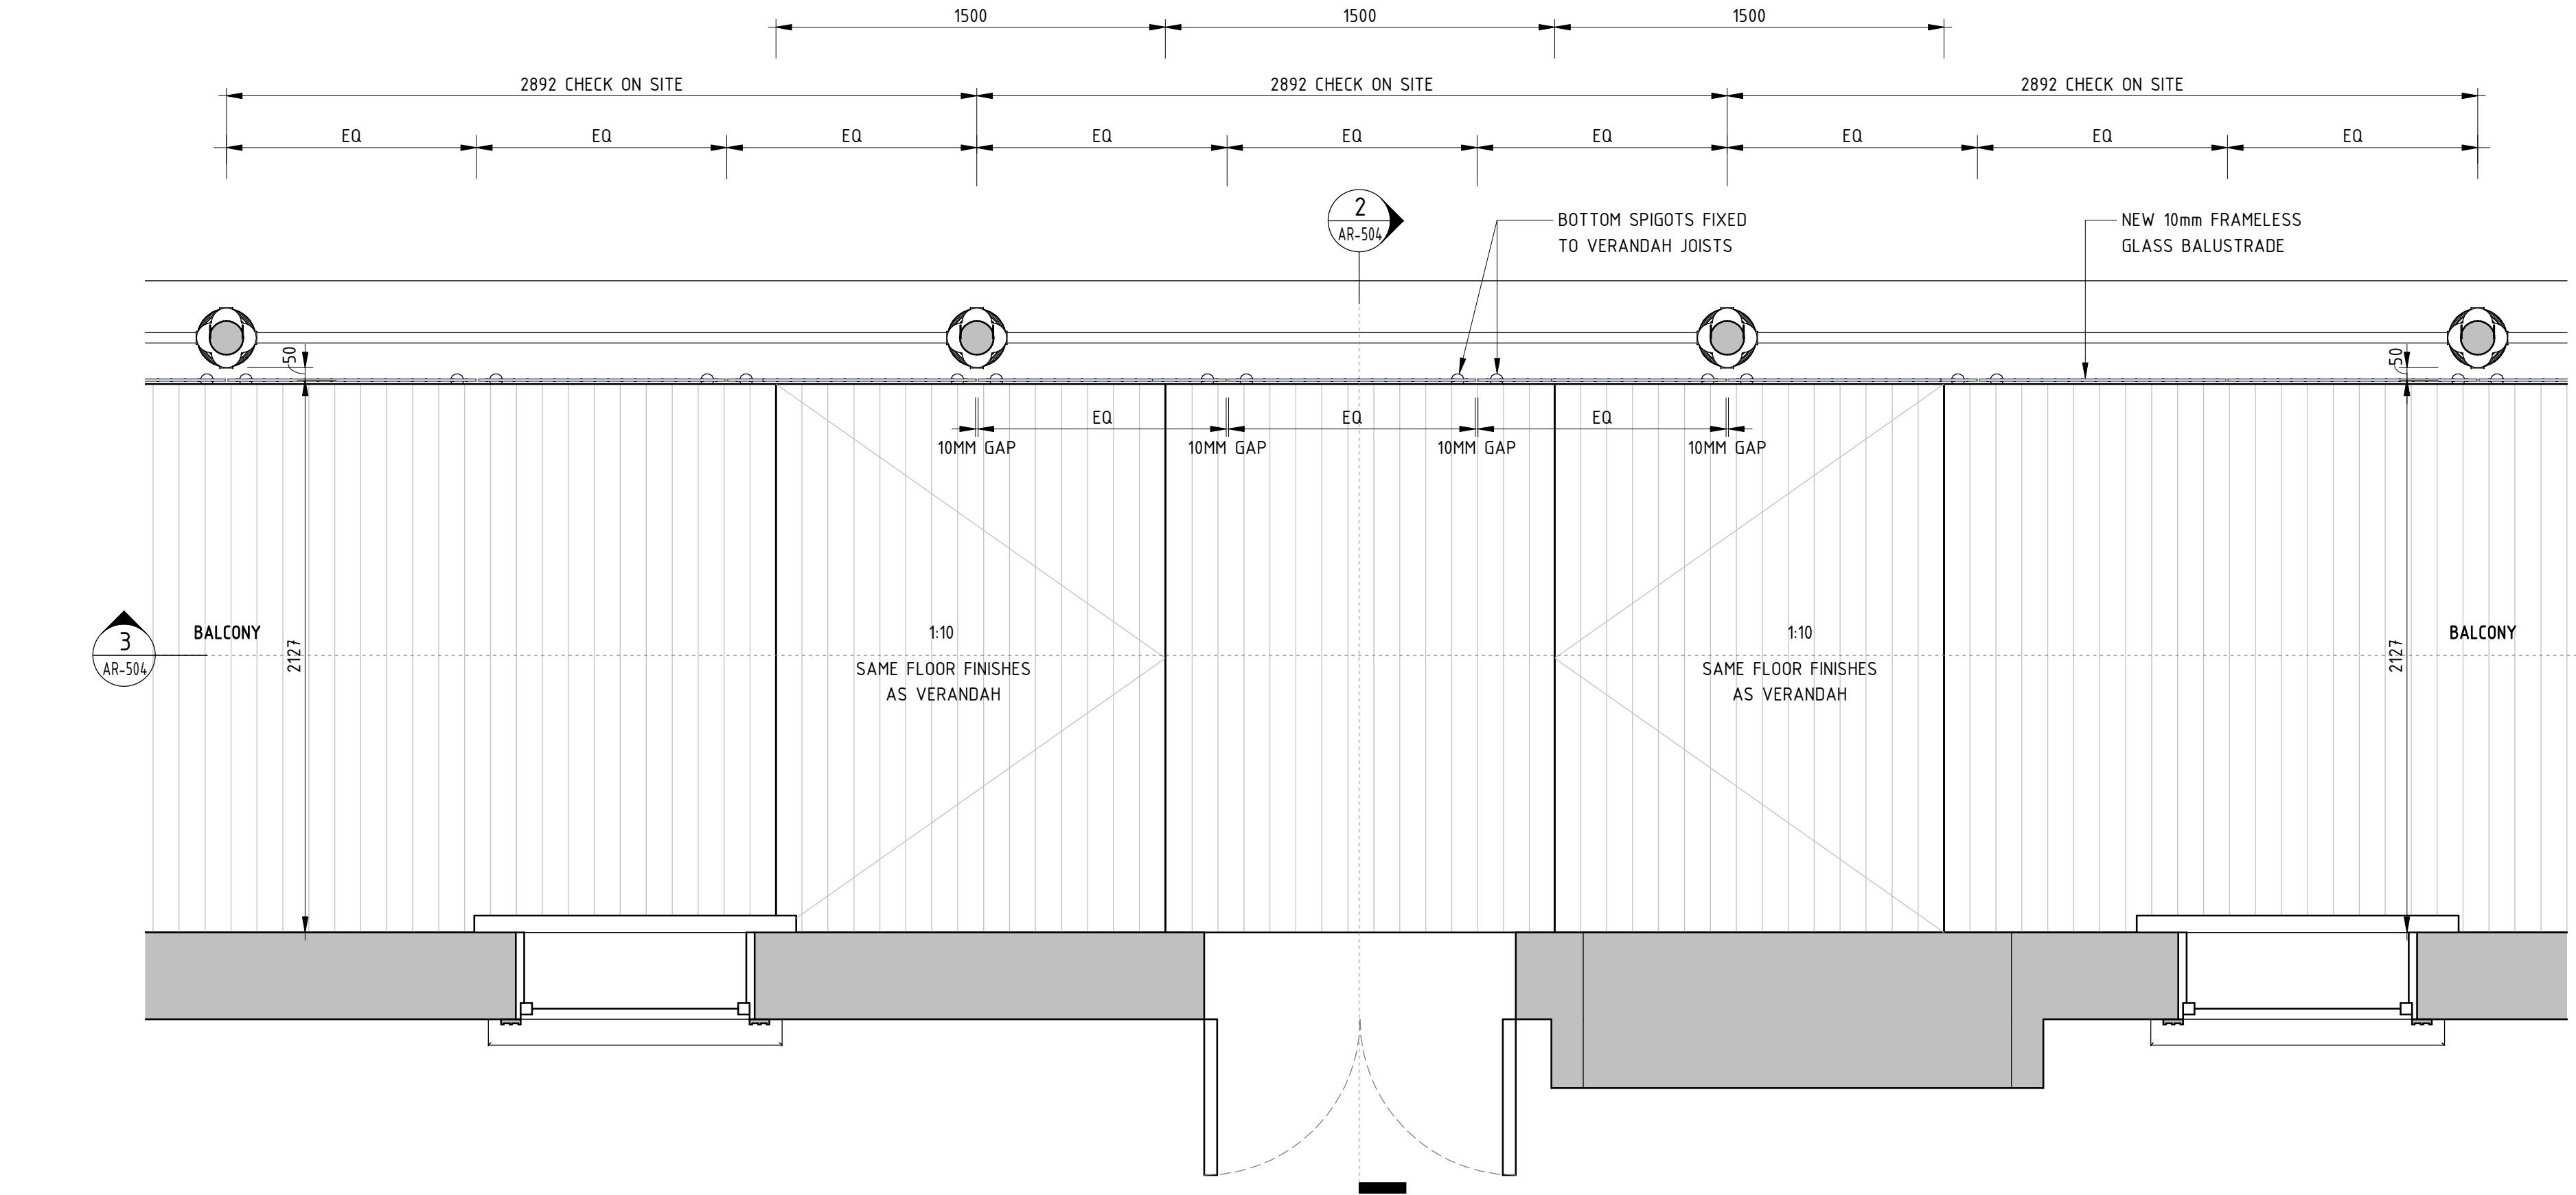 1500 1500 1500
2892 CHECK ON SITE 2892 CHECK ON SITE 2892 CHECK ON SITE
EQ EQ EQ EQ EQ EQ EQ EQ EQ
2
AR-504
BOTTOM SPIGOTS FIXED
TO VERANDAH JOISTS
NEW 10mm FRAMELESS
GLASS BALUSTRADE
50
50
EQ EQ EQ
10MM GAP 10MM GAP 10MM GAP 10MM GAP
3
AR-504
BALCONY
2127
1:10
SAME FLOOR FINISHES
AS VERANDAH
1:10
SAME FLOOR FINISHES
AS VERANDAH
2127
BALCONY